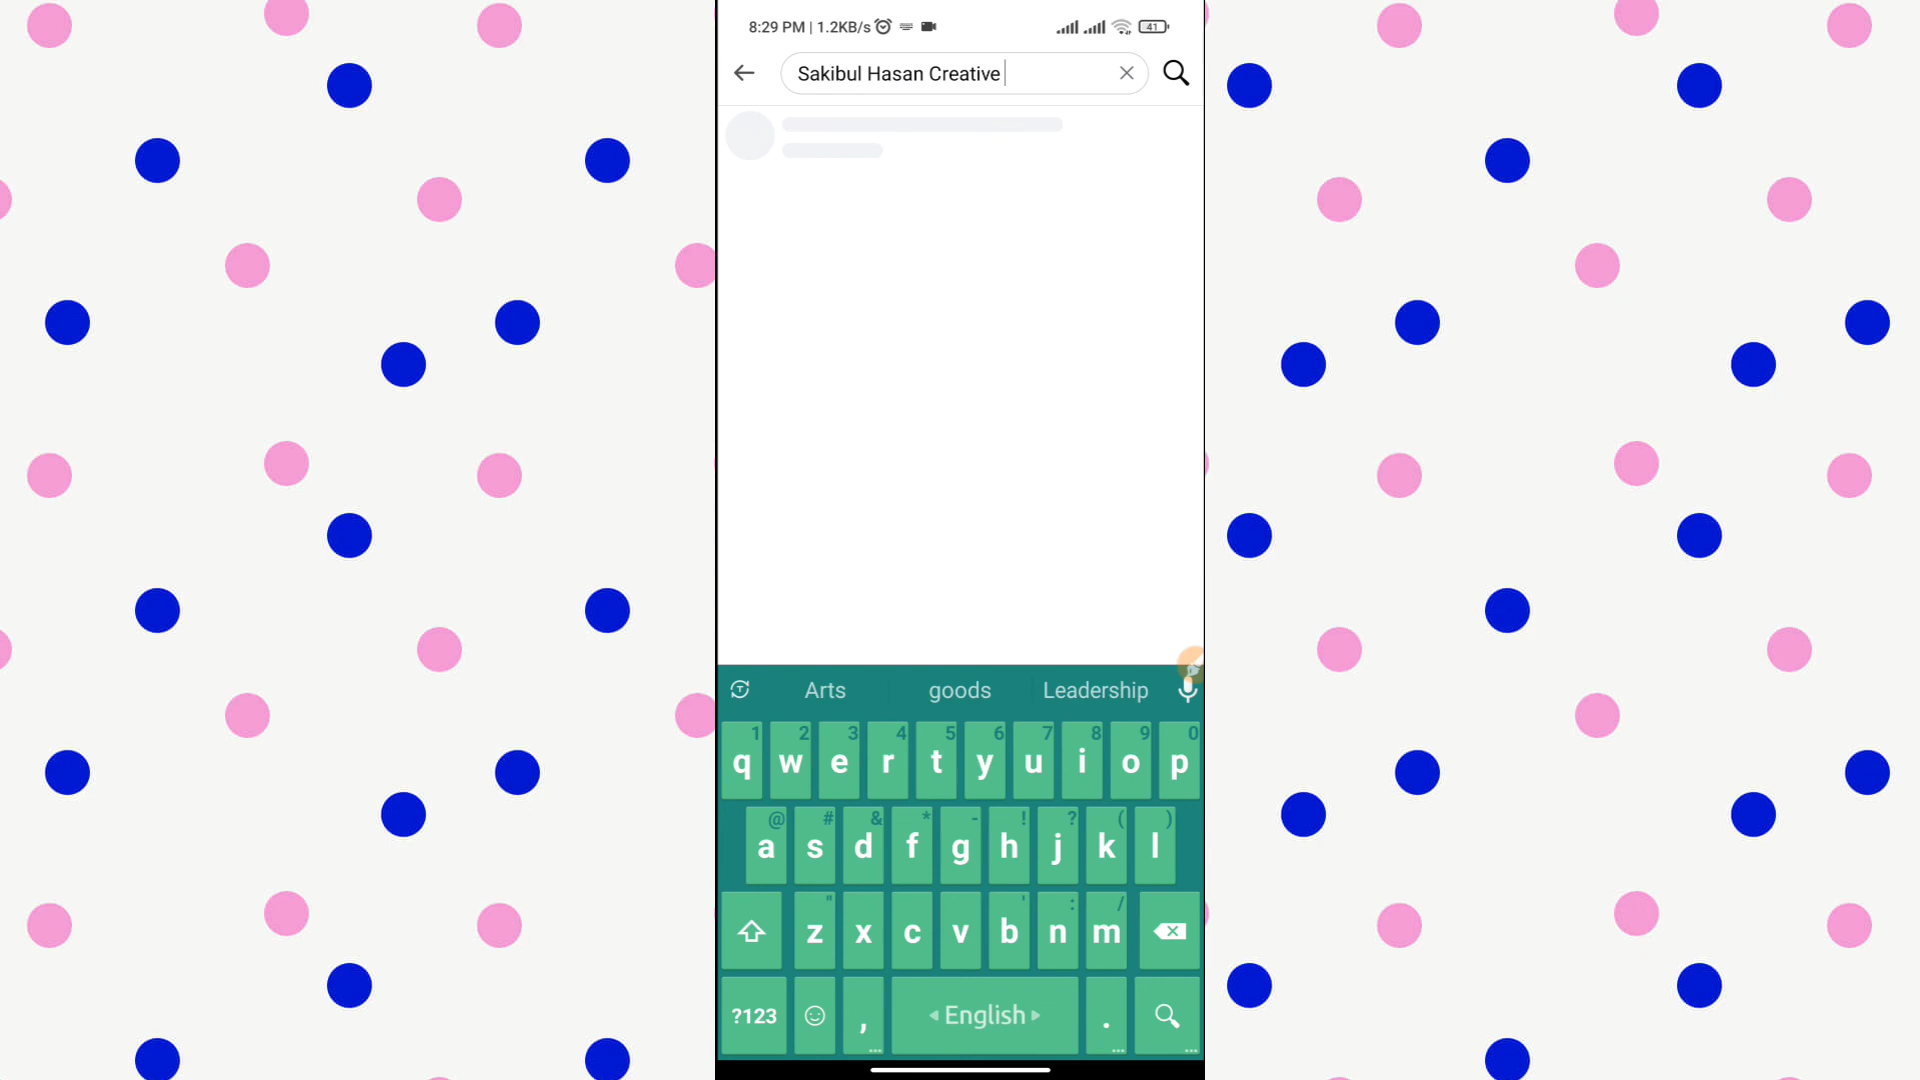 8:29 PM | 1.2KB/s 41
Sakibul Hasan Creative
Arts goods Leadership
1 2 3 4 5 6 7 8 9 0
q w e r t y u i o p
@ # & * - ! ? ( )
a s d f g h j k l
" ' : /
z x c v b n m
?123 , English .